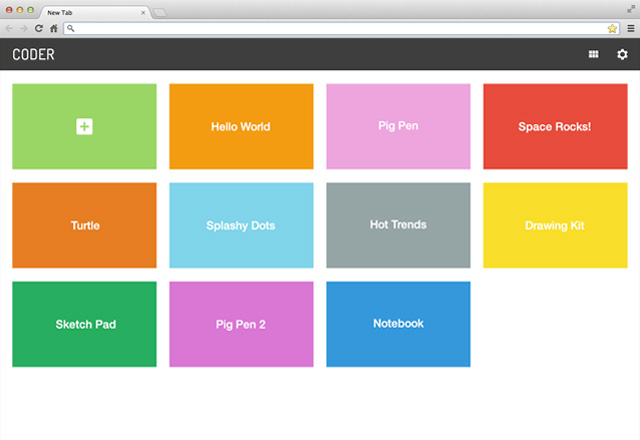 New Tab
CODER
Hello World
Pig Pen
Space Rocks!
Turtle
Splashy Dots
Hot Trends
Drawing Kit
Sketch Pad
Pig Pen 2
Notebook